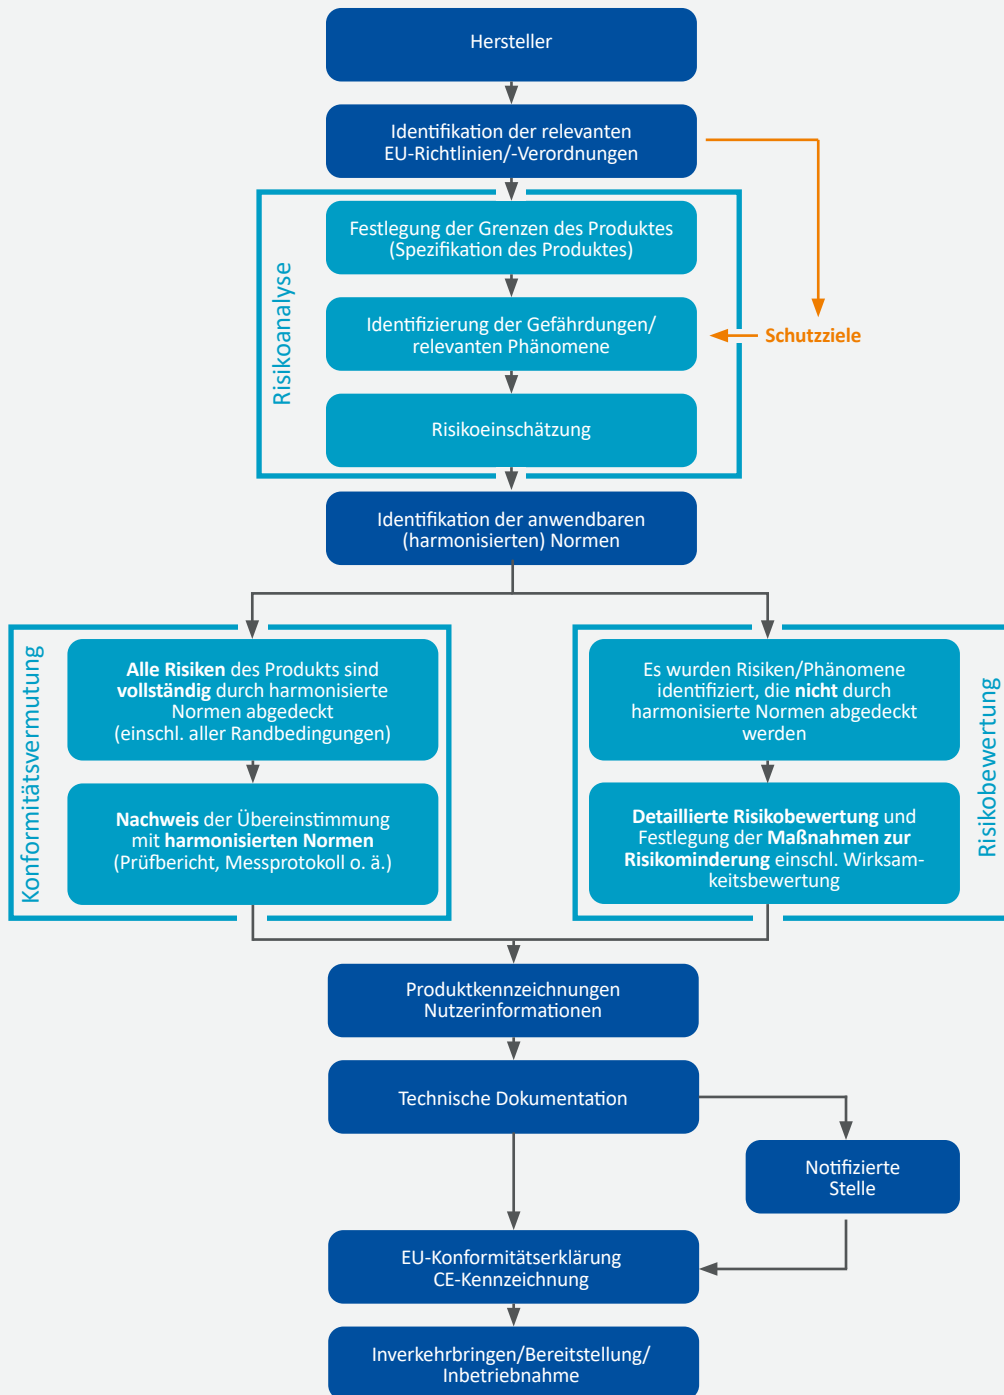 Hersteller
Identifikation der relevanten
EU-Richtlinien/-Verordnungen
Risikoanalyse
Festlegung der Grenzen des Produktes
(Spezifikation des Produktes)
Identifizierung der Gefährdungen/
relevanten Phänomene
Schutzziele
Risikoeinschätzung
Identifikation der anwendbaren
(harmonisierten) Normen
Konformitätsvermutung
Alle Risiken des Produkts sind
vollständig durch harmonisierte
Normen abgedeckt
(einschl. aller Randbedingungen)
Nachweis der Übereinstimmung
mit harmonisierten Normen
(Prüfbericht, Messprotokoll o. ä.)
Es wurden Risiken/Phänomene
identifiziert, die nicht durch
harmonisierte Normen abgedeckt
werden
Detaillierte Risikobewertung und
Festlegung der Maßnahmen zur
Risikominderung einschl. Wirksam-
keitsbewertung
Risikobewertung
Produktkennzeichnungen
Nutzerinformationen
Technische Dokumentation
Notifizierte
Stelle
EU-Konformitätserklärung
CE-Kennzeichnung
Inverkehrbringen/Bereitstellung/
Inbetriebnahme